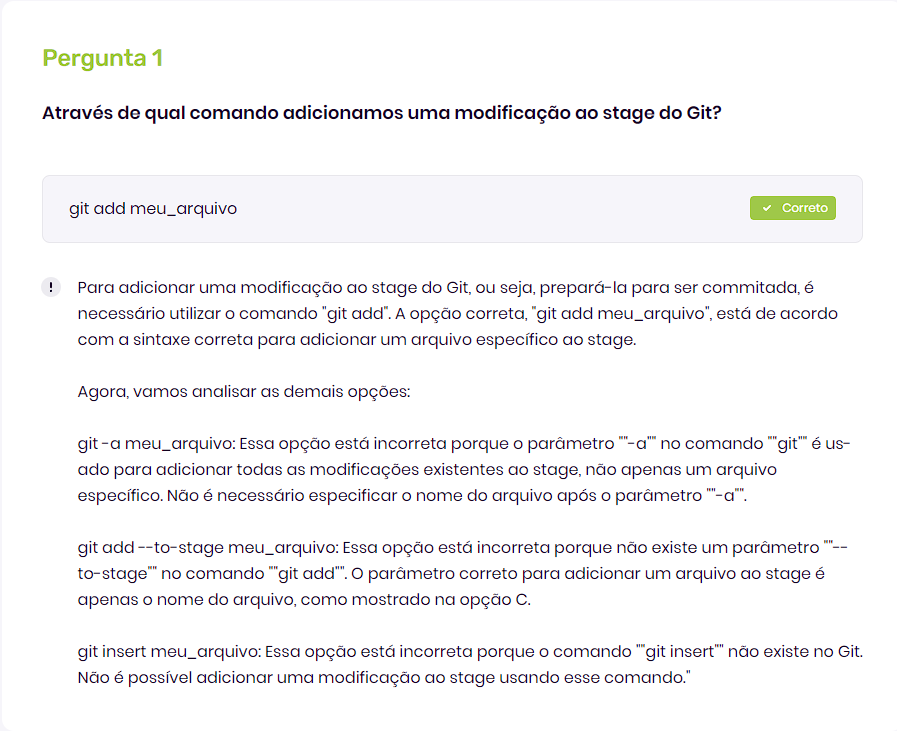 Pergunta 1
Através de qual comando adicionamos uma modificação ao stage do Git?
git add meu_arquivo
Correto
! Para adicionar uma modificação ao stage do Git, ou seja, prepará-la para ser commitada, é
necessário utilizar o comando "git add". A opção correta, "git add meu_arquivo", está de acordo
com a sintaxe correta para adicionar um arquivo específico ao stage.
Agora, vamos analisar as demais opções:
git -a meu_arquivo: Essa opção está incorreta porque o parâmetro ""-a"" no comando ""git"" é us-
ado para adicionar todas as modificações existentes ao stage, não apenas um arquivo
específico. Não é necessário especificar o nome do arquivo após o parâmetro ""-a"".
git add --to-stage meu_arquivo: Essa opção está incorreta porque não existe um parâmetro ""--
to-stage"" no comando ""git add"". O parâmetro correto para adicionar um arquivo ao stage é
apenas o nome do arquivo, como mostrado na opção C.
git insert meu_arquivo: Essa opção está incorreta porque o comando ""git insert"" não existe no Git.
Não é possível adicionar uma modificação ao stage usando esse comando."